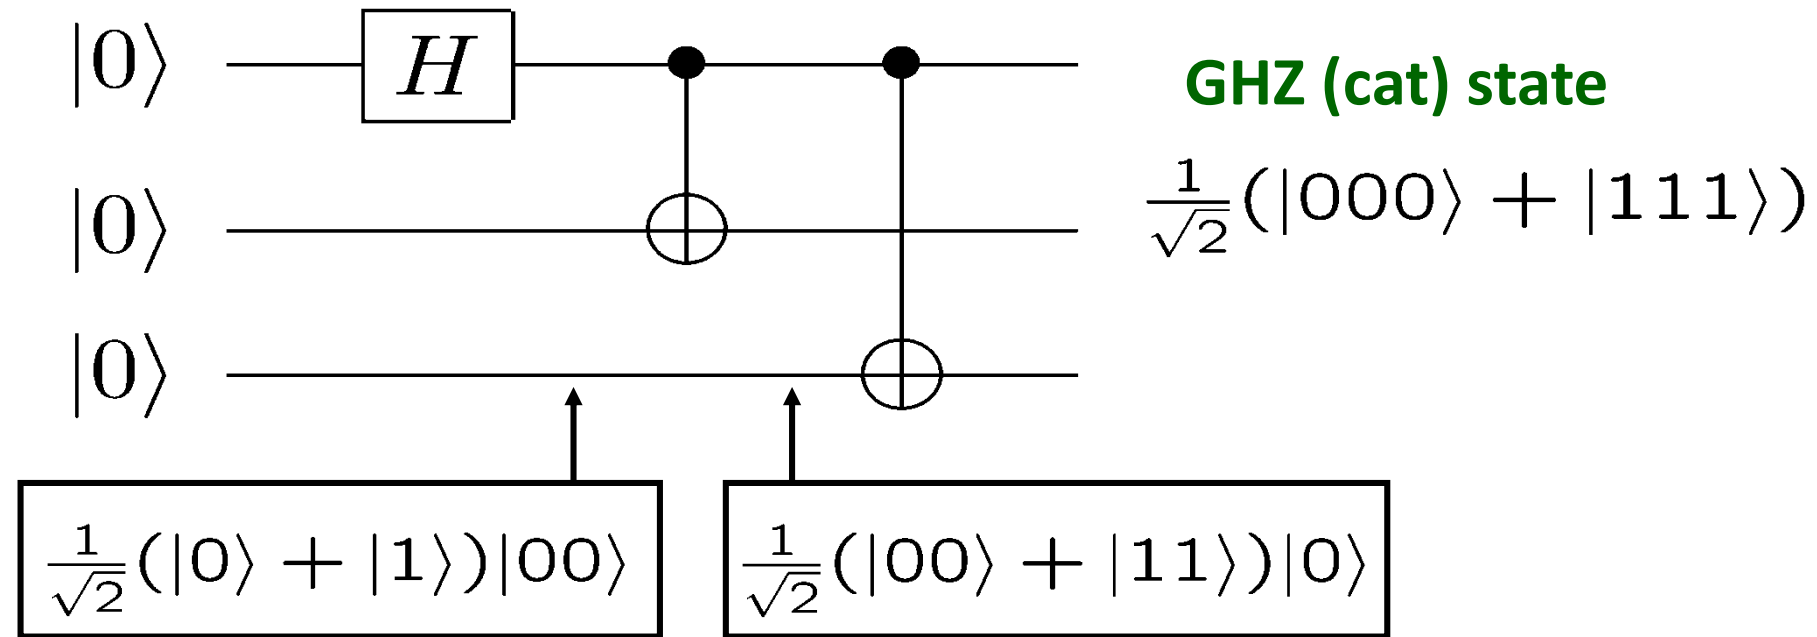 |0⟩
H
GHZ (cat) state
|0⟩
1/√2(|000⟩ + |111⟩)
|0⟩
1/√2(|0⟩ + |1⟩)|00⟩
1/√2(|00⟩ + |11⟩)|0⟩